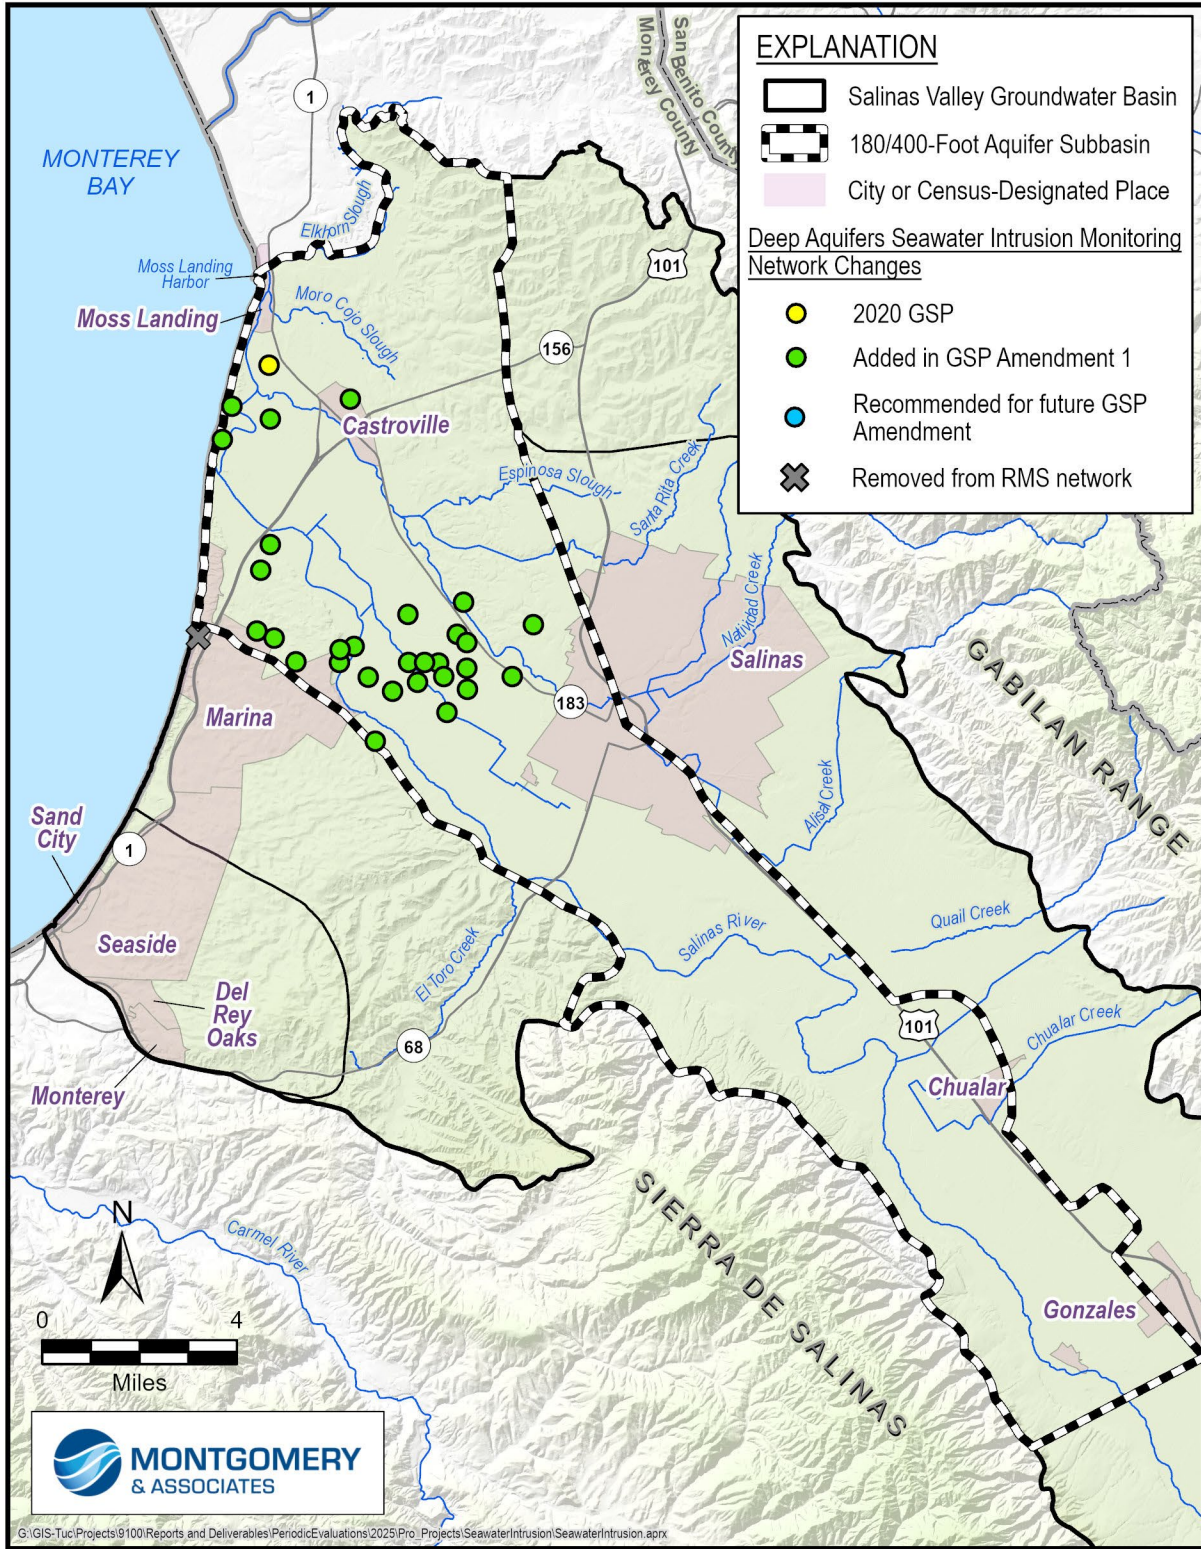 EXPLANATION
Salinas Valley Groundwater Basin
180/400-Foot Aquifer Subbasin
City or Census-Designated Place
Deep Aquifers Seawater Intrusion Monitoring
Network Changes
2020 GSP
Added in GSP Amendment 1
Recommended for future GSP
Amendment
Removed from RMS network
San Benito County
Monterey County
1
MONTEREY
BAY
Elkhorn Slough
101
Moss Landing
Harbor
Moro Cojo Slough
Moss Landing
156
Castroville
Espinosa Slough
Santa Rita Creek
Natividad Creek
Salinas
GABILAN RANGE
183
Marina
Alisal Creek
Sand
City
1
Quail Creek
Salinas River
Seaside
El Toro Creek
Del
Rey
Oaks
101
Chualar Creek
68
Chualar
Monterey
SIERRA DE SALINAS
N
Carmel River
0
4
Miles
Gonzales
MONTGOMERY
& ASSOCIATES
G:\GIS-Tuc\Projects\9100\Reports and Deliverables\PeriodicEvaluations\2025\Pro_Projects\SeawaterIntrusion\SeawaterIntrusion.aprx